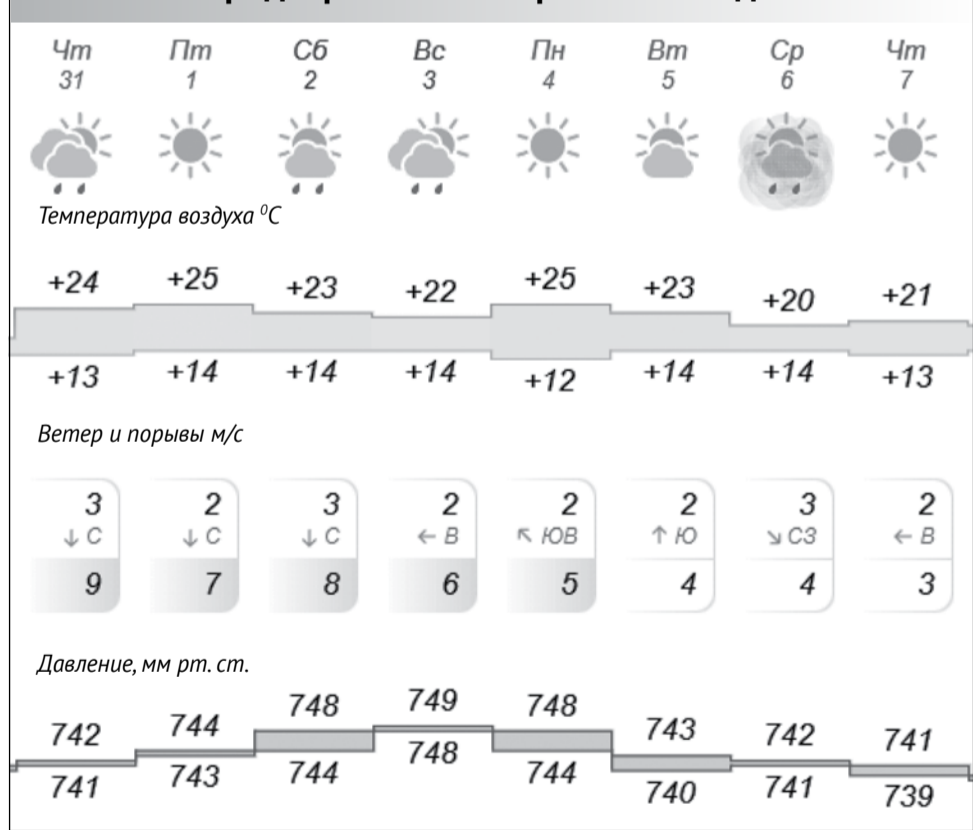 Чт Пт Сб Вс Пн Вт Ср Чт
31 1 2 3 4 5 6 7
Температура воздуха ⁰С
+24 +25 +23 +22 +25 +23 +20 +21
+13 +14 +14 +14 +12 +14 +14 +13
Ветер и порывы м/с
3 2 3 2 2 2 3 2
↓ С ↓ С ↓ С ← В ↖ ЮВ ↑ Ю ↘ СЗ ← В
9 7 8 6 5 4 4 3
Давление, мм рт. ст.
742 744 748 749 748 743 742 741
741 743 744 748 744 740 741 739